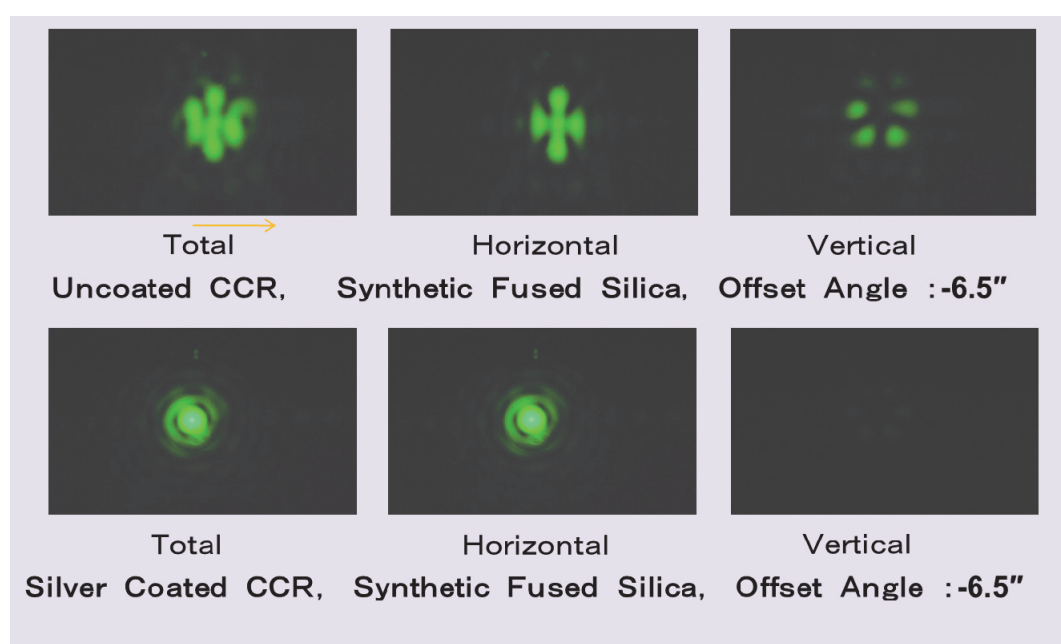 Total Horizontal Vertical
Uncoated CCR, Synthetic Fused Silica, Offset Angle :-6.5″
Total Horizontal Vertical
Silver Coated CCR, Synthetic Fused Silica, Offset Angle :-6.5″